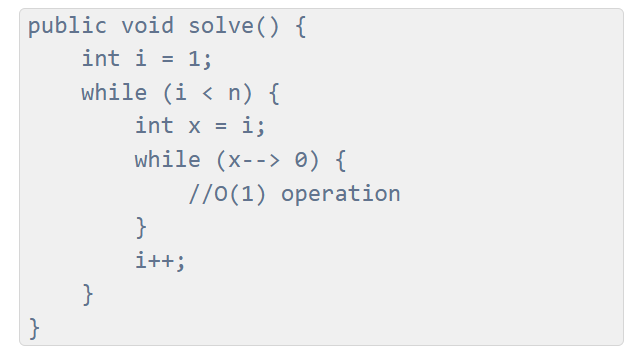 public void solve() {
    int i = 1;
    while (i < n) {
        int x = i;
        while (x--> 0) {
            //O(1) operation
        }
        i++;
    }
}